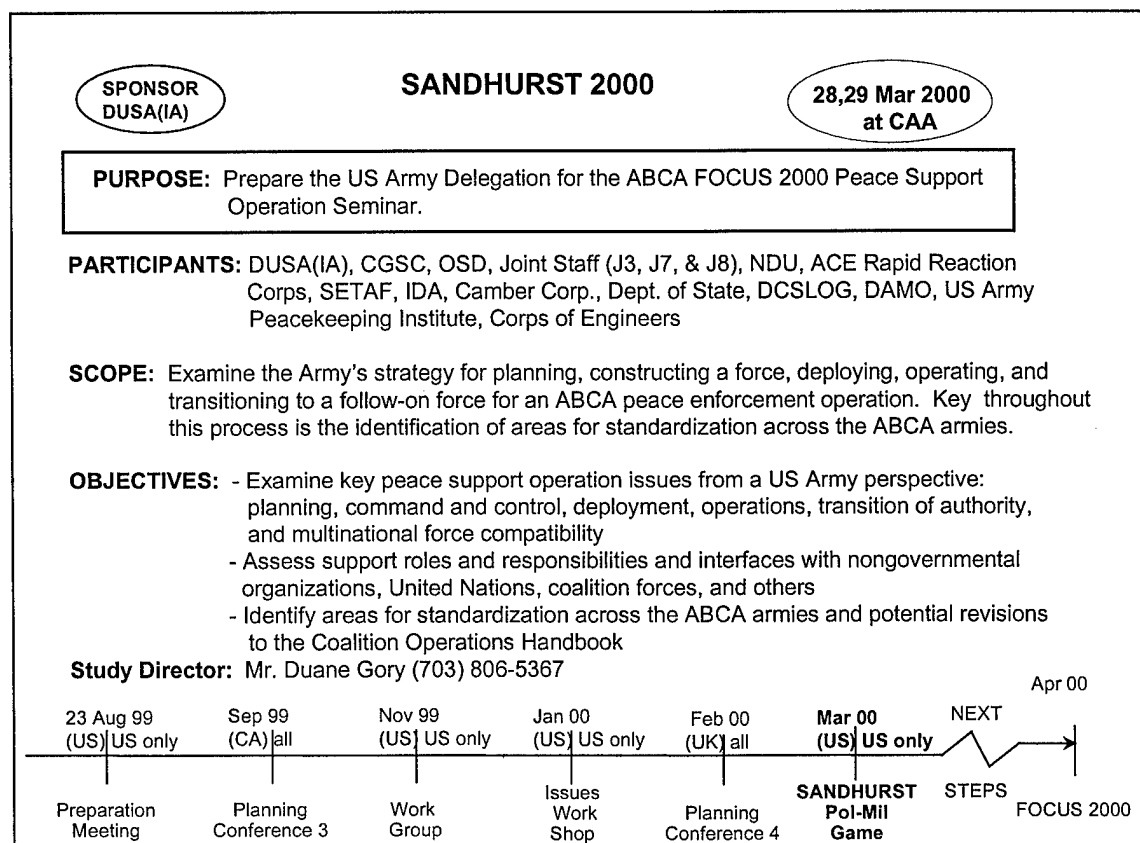 SPONSOR
DUSA(IA)
SANDHURST 2000
28,29 Mar 2000
at CAA
PURPOSE: Prepare the US Army Delegation for the ABCA FOCUS 2000 Peace Support
Operation Seminar.
PARTICIPANTS: DUSA(IA), CGSC, OSD, Joint Staff (J3, J7, & J8), NDU, ACE Rapid Reaction
Corps, SETAF, IDA, Camber Corp., Dept. of State, DCSLOG, DAMO, US Army
Peacekeeping Institute, Corps of Engineers
SCOPE: Examine the Army's strategy for planning, constructing a force, deploying, operating, and
transitioning to a follow-on force for an ABCA peace enforcement operation. Key throughout
this process is the identification of areas for standardization across the ABCA armies.
OBJECTIVES: - Examine key peace support operation issues from a US Army perspective:
planning, command and control, deployment, operations, transition of authority,
and multinational force compatibility
- Assess support roles and responsibilities and interfaces with nongovernmental
organizations, United Nations, coalition forces, and others
- Identify areas for standardization across the ABCA armies and potential revisions
to the Coalition Operations Handbook
Study Director: Mr. Duane Gory (703) 806-5367
23 Aug 99
(US) US only
Preparation
Meeting
Sep 99
(CA) all
Planning
Conference 3
Nov 99
(US) US only
Work
Group
Jan 00
(US) US only
Issues
Work
Shop
Feb 00
(UK) all
Planning
Conference 4
Mar 00
(US) US only
SANDHURST
Pol-Mil
Game
NEXT
STEPS
Apr 00
FOCUS 2000